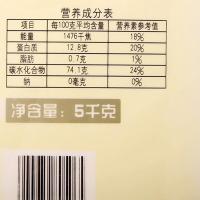 营养成分表
项目 每100克平均含量 营养素参考值
能量 1476千焦 18%
蛋白质 12.8克 20%
脂肪 0.7克 1%
碳水化合物 74.1克 24%
钠 0毫克 0%
净含量: 5千克